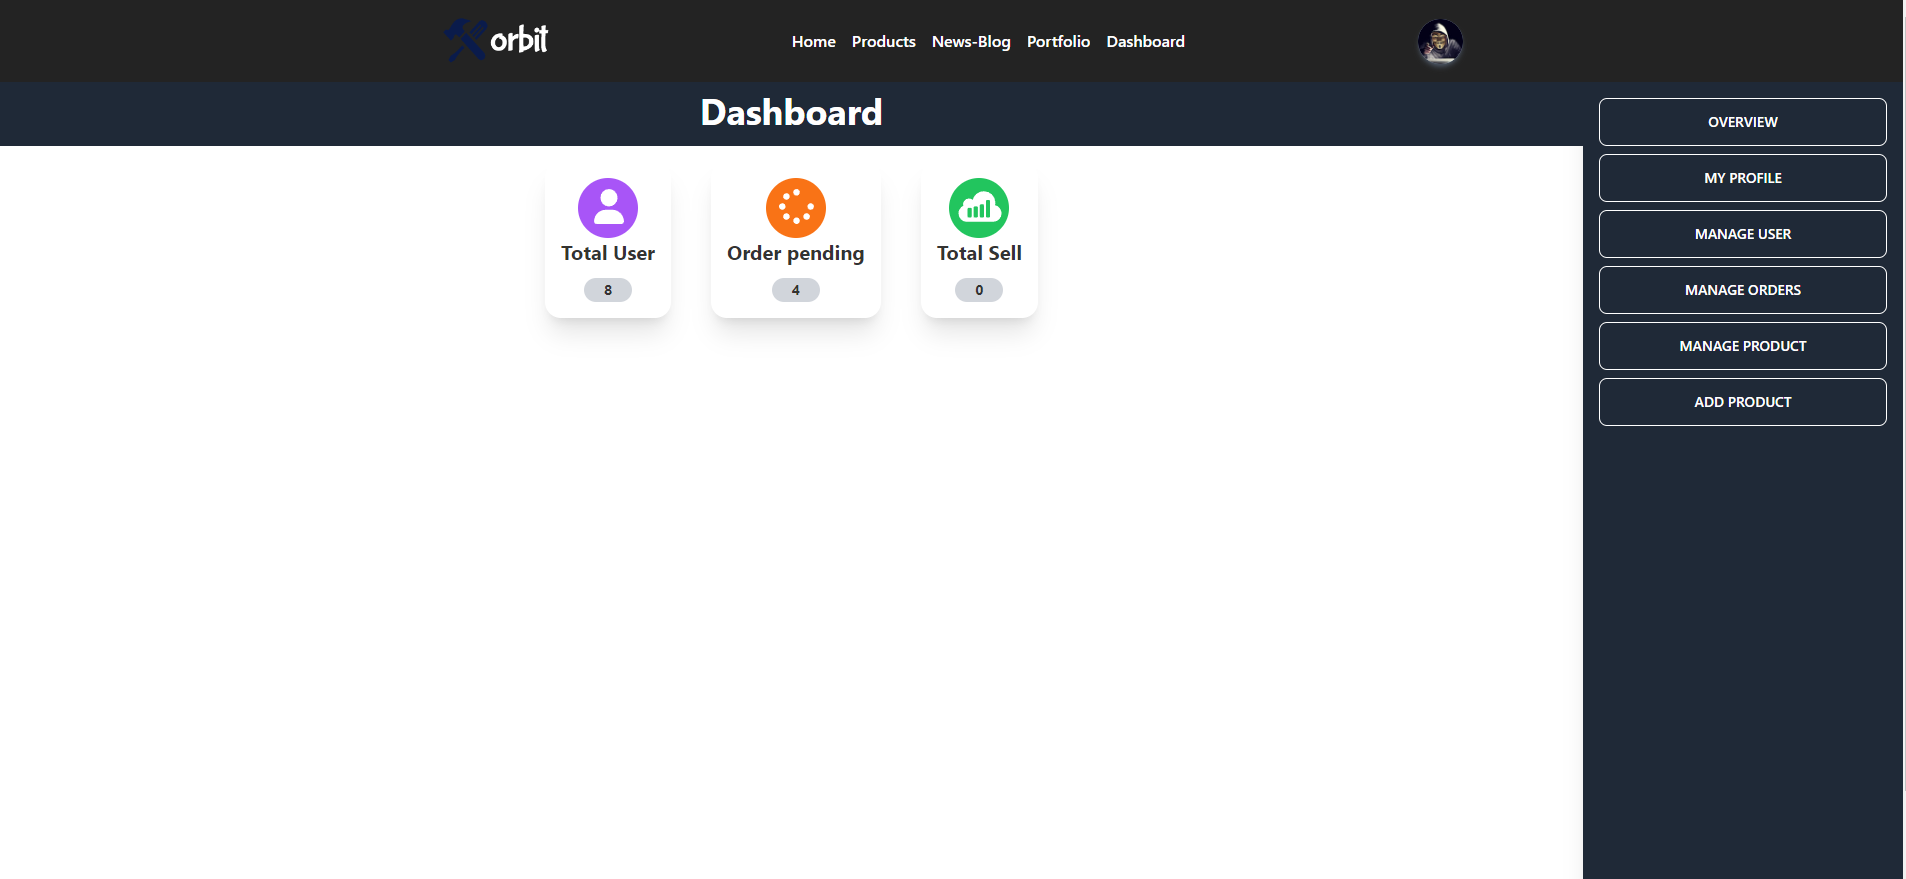 orbit
Home Products News-Blog Portfolio Dashboard
Dashboard
Total User
8
Order pending
4
Total Sell
0
OVERVIEW
MY PROFILE
MANAGE USER
MANAGE ORDERS
MANAGE PRODUCT
ADD PRODUCT